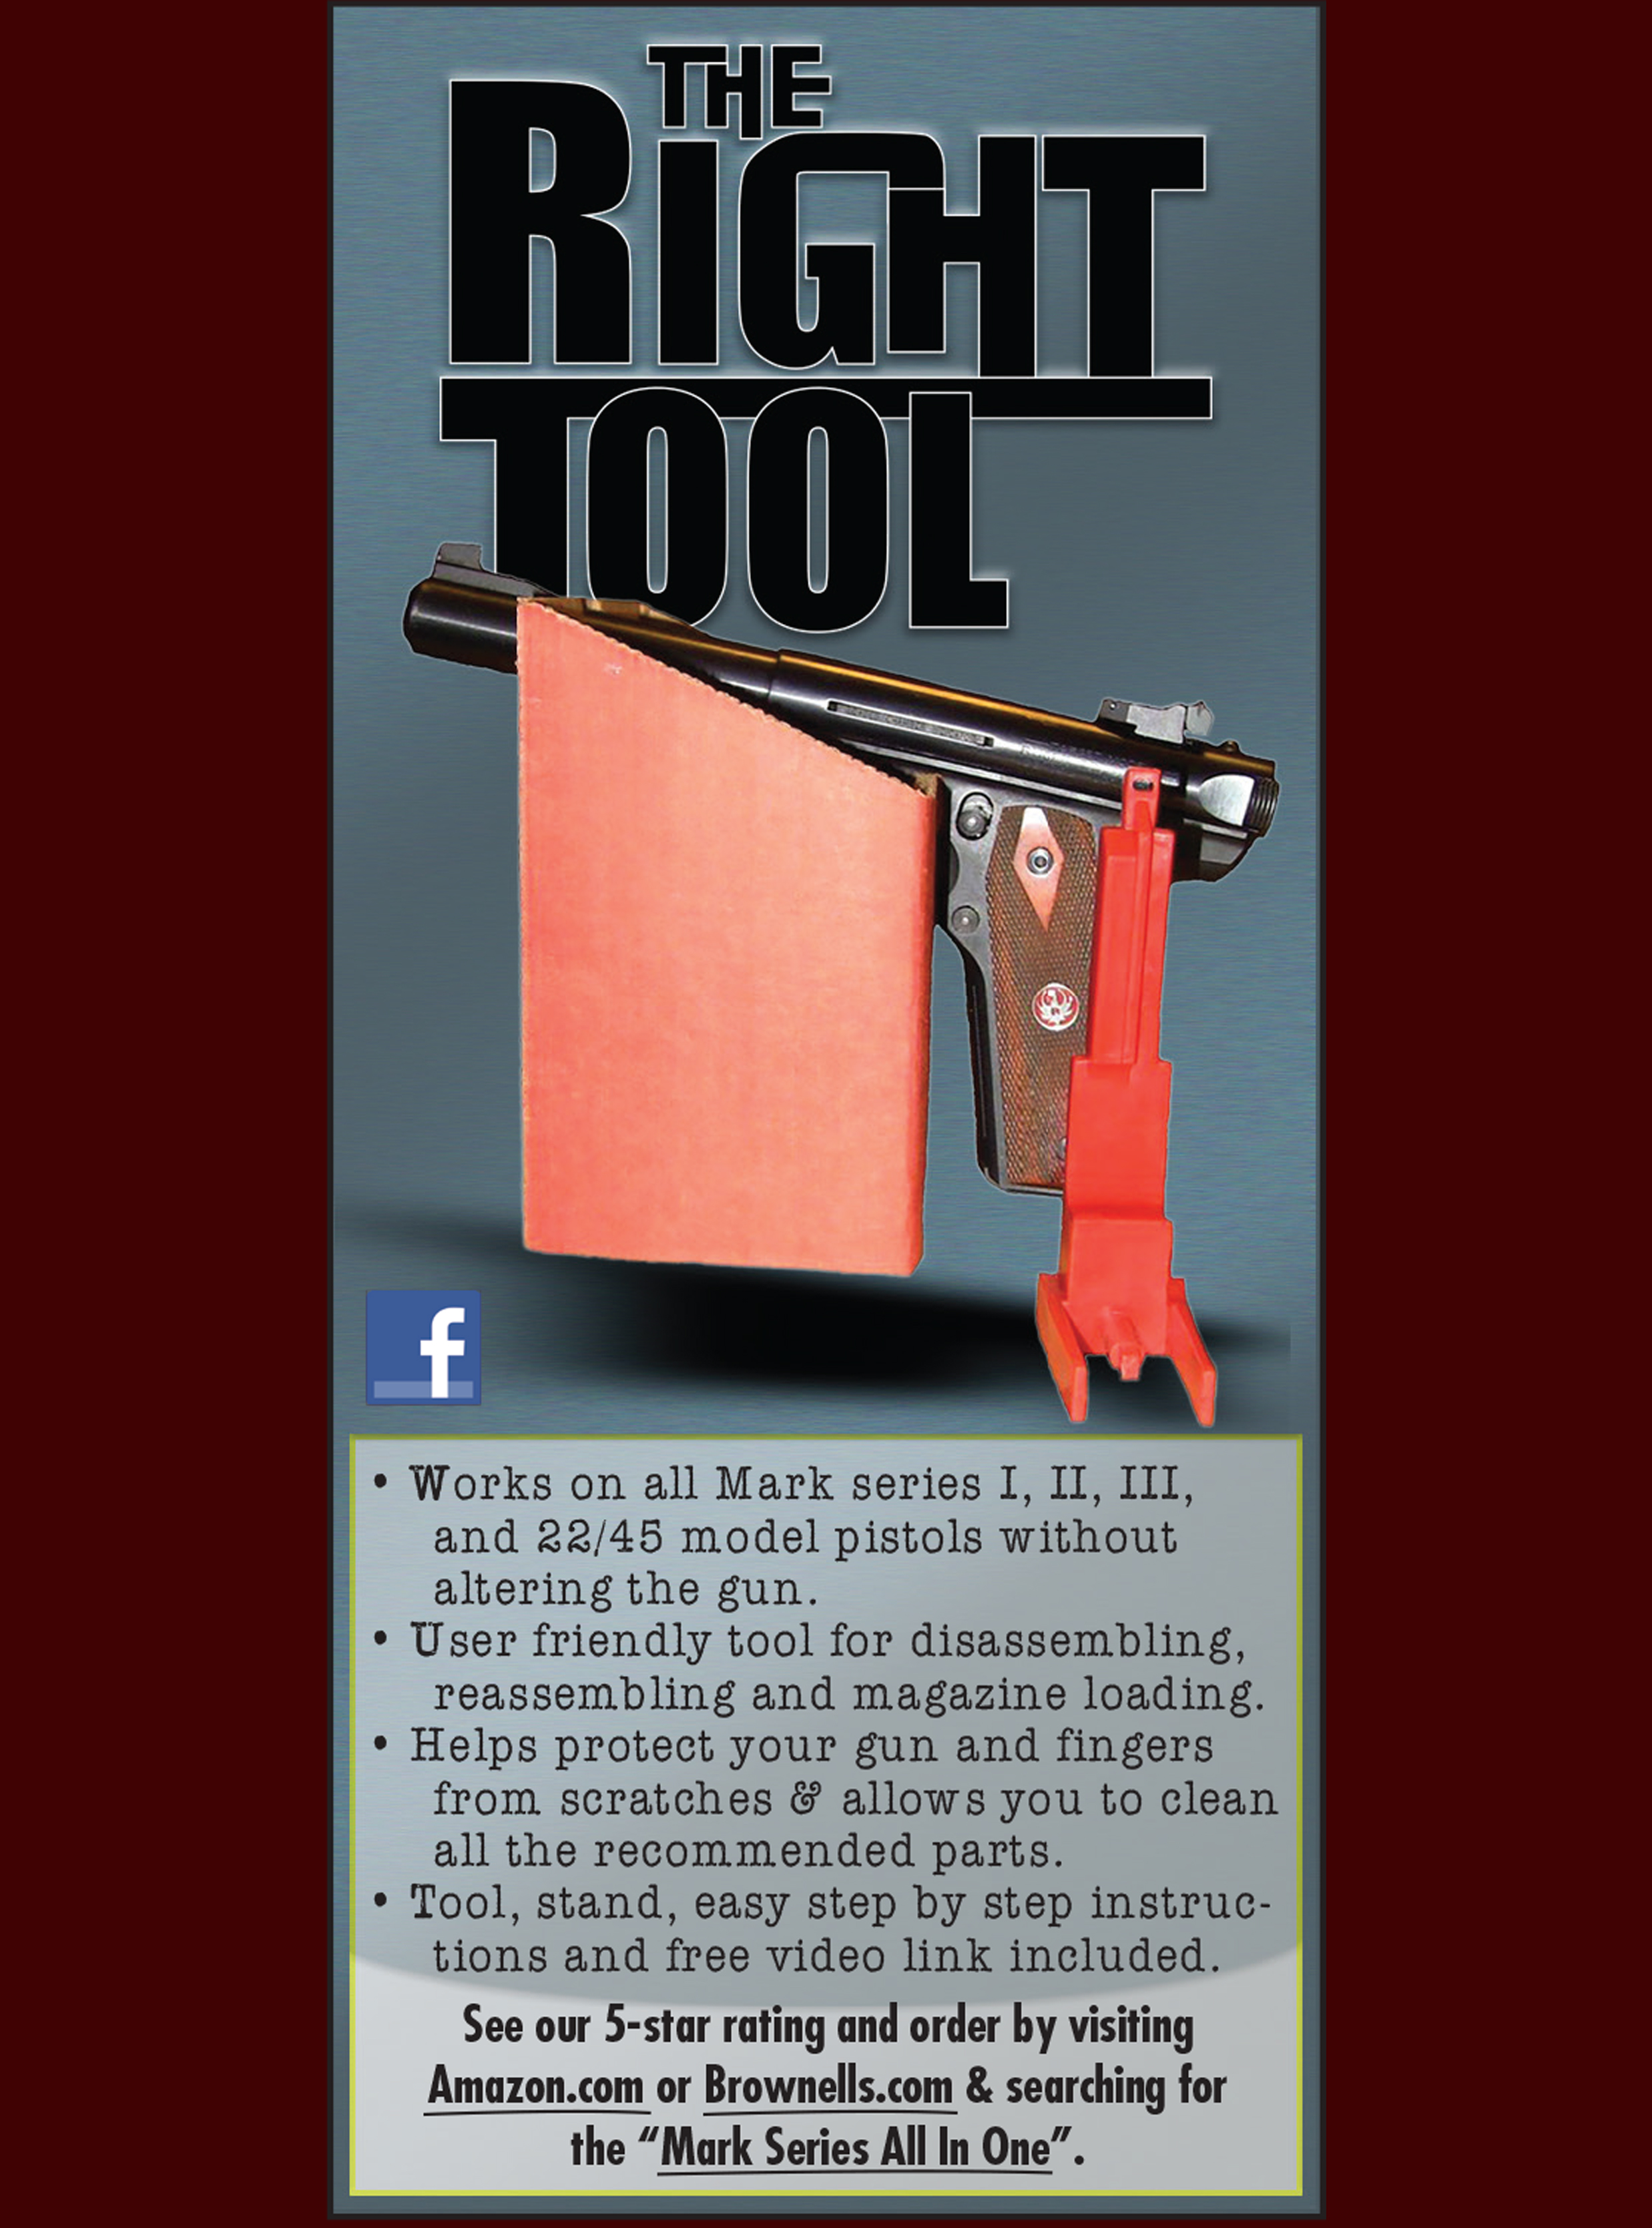 THE
RIGHT
TOOL
f
• Works on all Mark series I, II, III,
and 22/45 model pistols without
altering the gun.
• User friendly tool for disassembling,
reassembling and magazine loading.
• Helps protect your gun and fingers
from scratches & allows you to clean
all the recommended parts.
• Tool, stand, easy step by step instruc-
tions and free video link included.
See our 5-star rating and order by visiting
Amazon.com or Brownells.com & searching for
the “Mark Series All In One”.